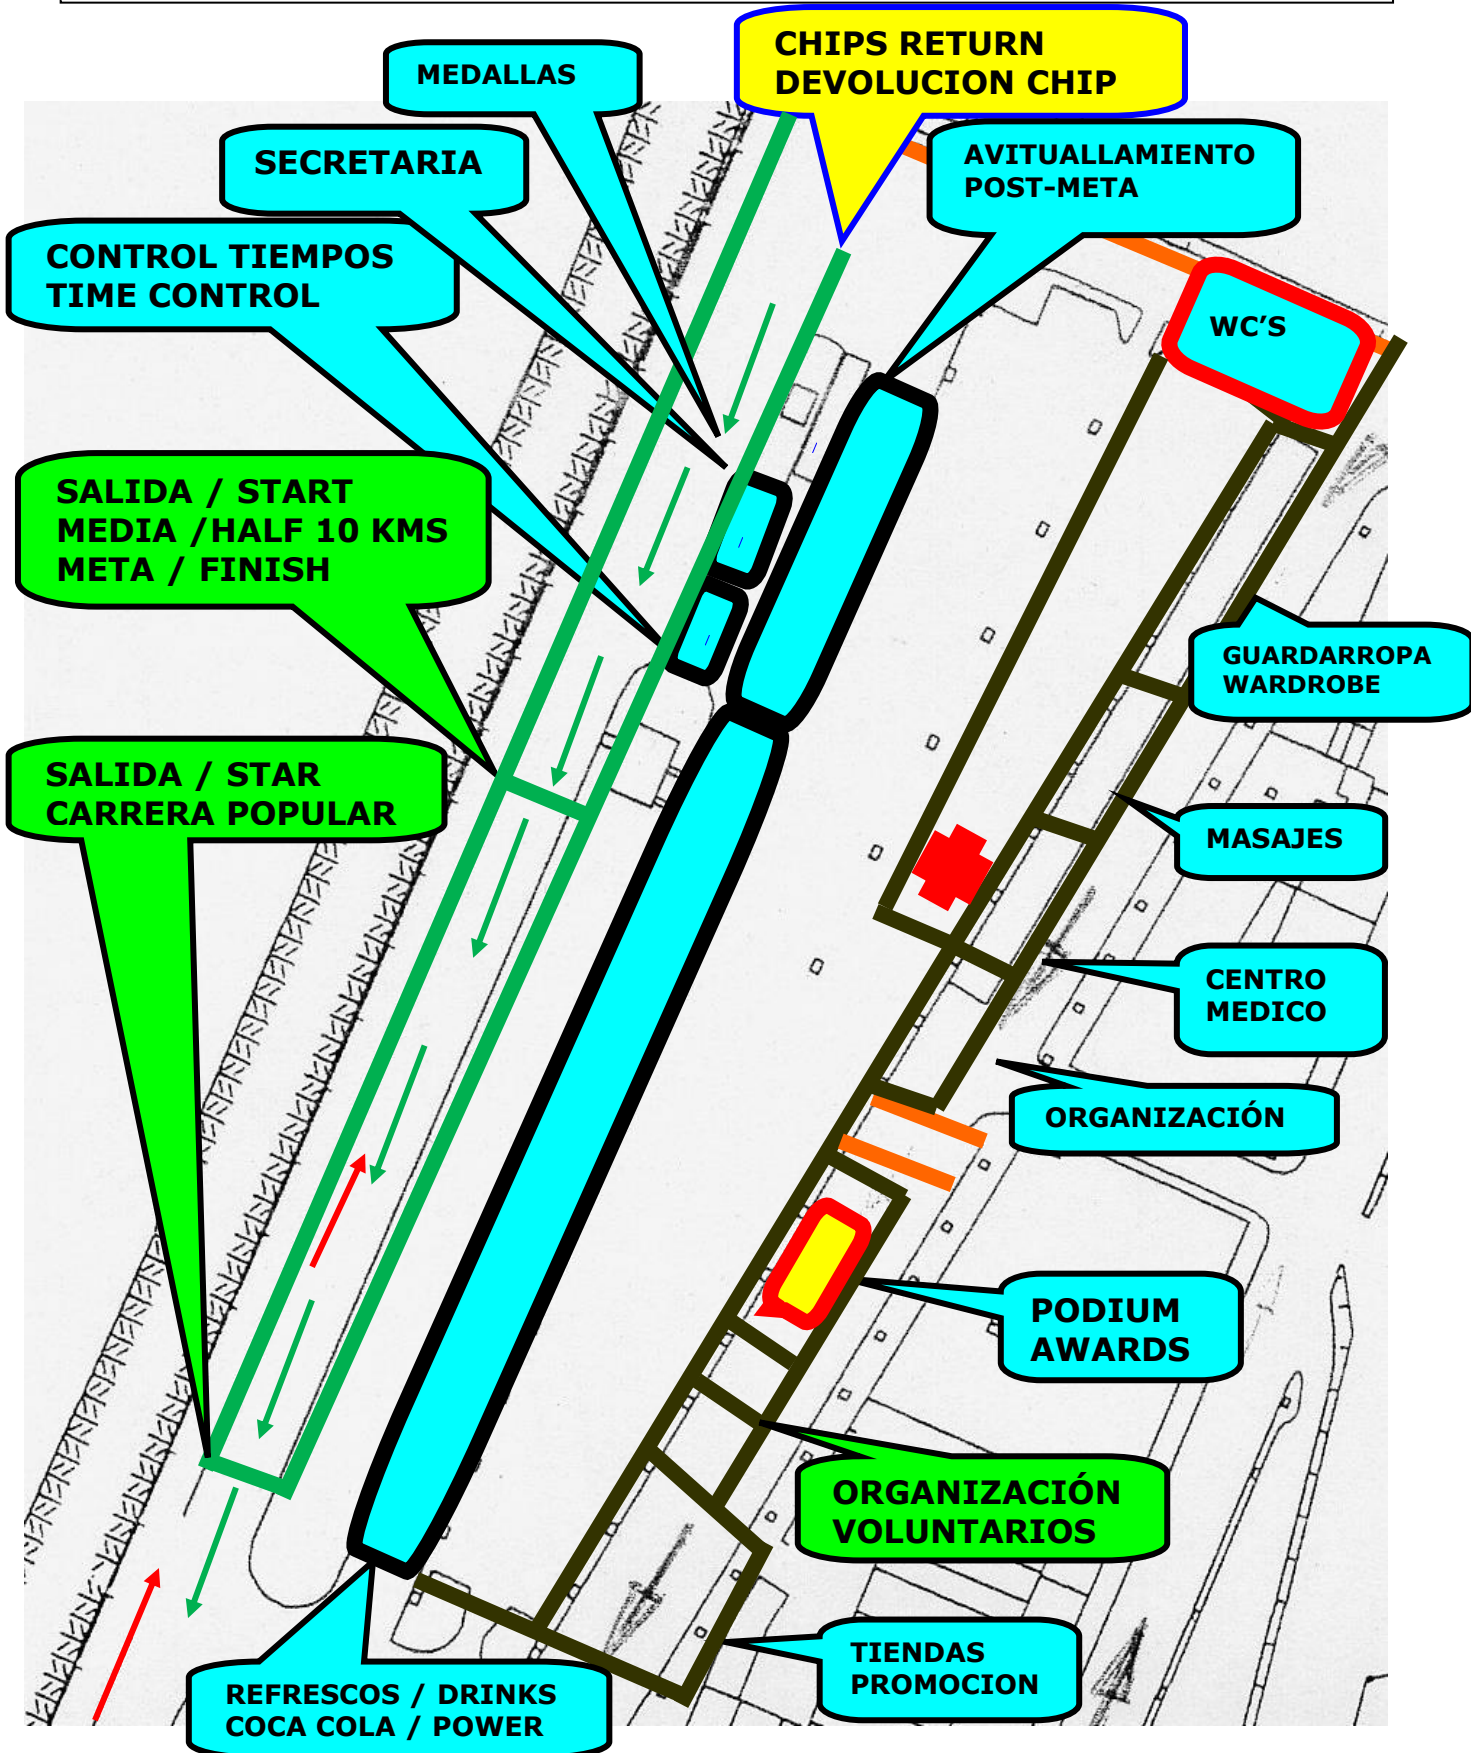 CHIPS RETURN
DEVOLUCION CHIP
MEDALLAS
SECRETARIA
AVITUALLAMIENTO
POST-META
CONTROL TIEMPOS
TIME CONTROL
WC'S
SALIDA / START
MEDIA /HALF 10 KMS
META / FINISH
GUARDARROPA
WARDROBE
SALIDA / STAR
CARRERA POPULAR
MASAJES
CENTRO
MEDICO
ORGANIZACIÓN
PODIUM
AWARDS
ORGANIZACIÓN
VOLUNTARIOS
TIENDAS
PROMOCION
REFRESCOS / DRINKS
COCA COLA / POWER